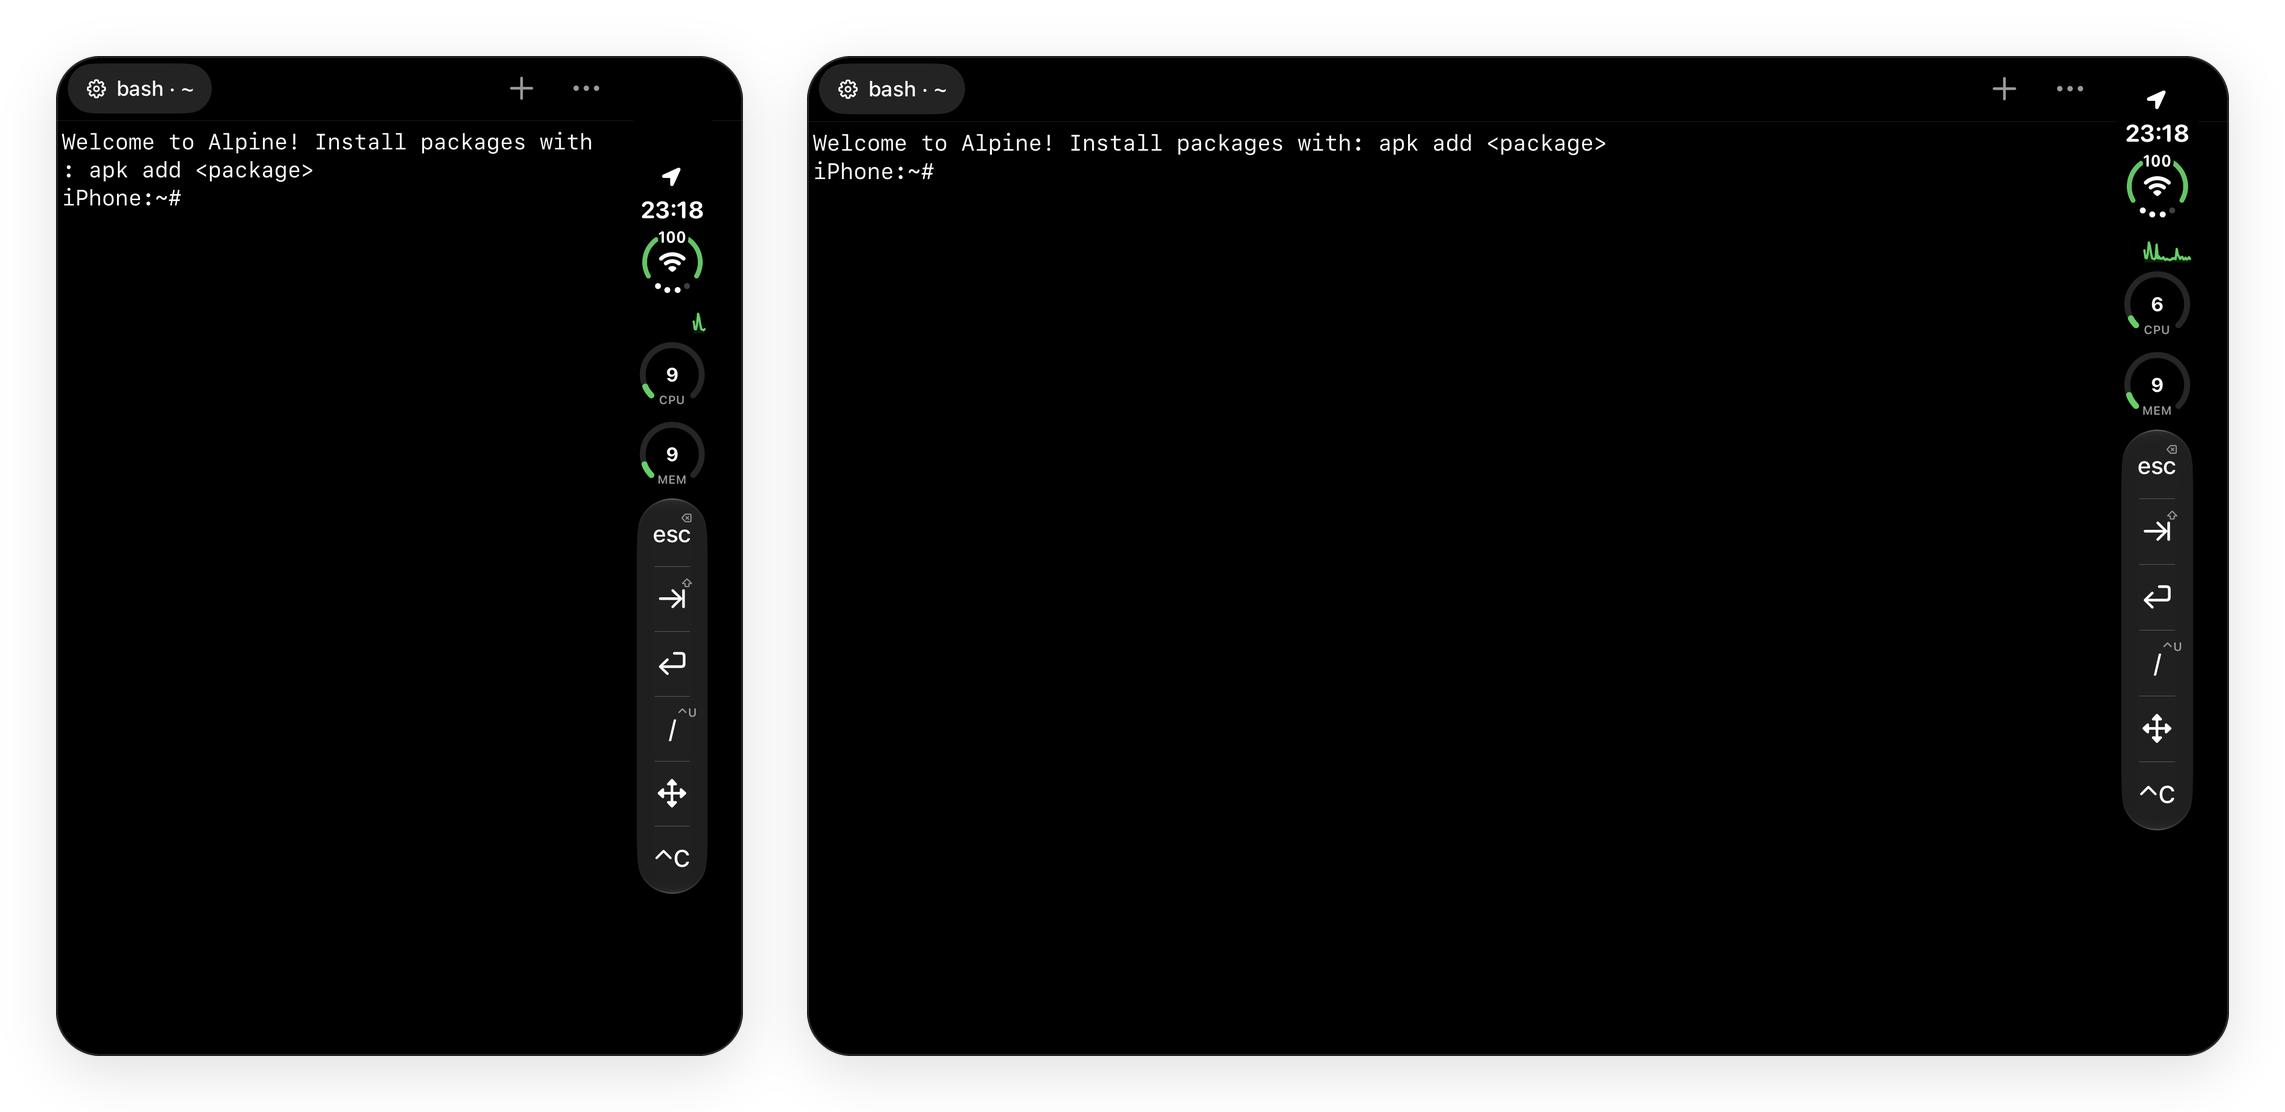 bash · ~
Welcome to Alpine! Install packages with
: apk add <package>
iPhone:~#
23:18
100
9
CPU
9
MEM
esc
^U
/
^C
bash · ~
Welcome to Alpine! Install packages with: apk add <package>
iPhone:~#
23:18
100
6
CPU
9
MEM
esc
^U
/
^C